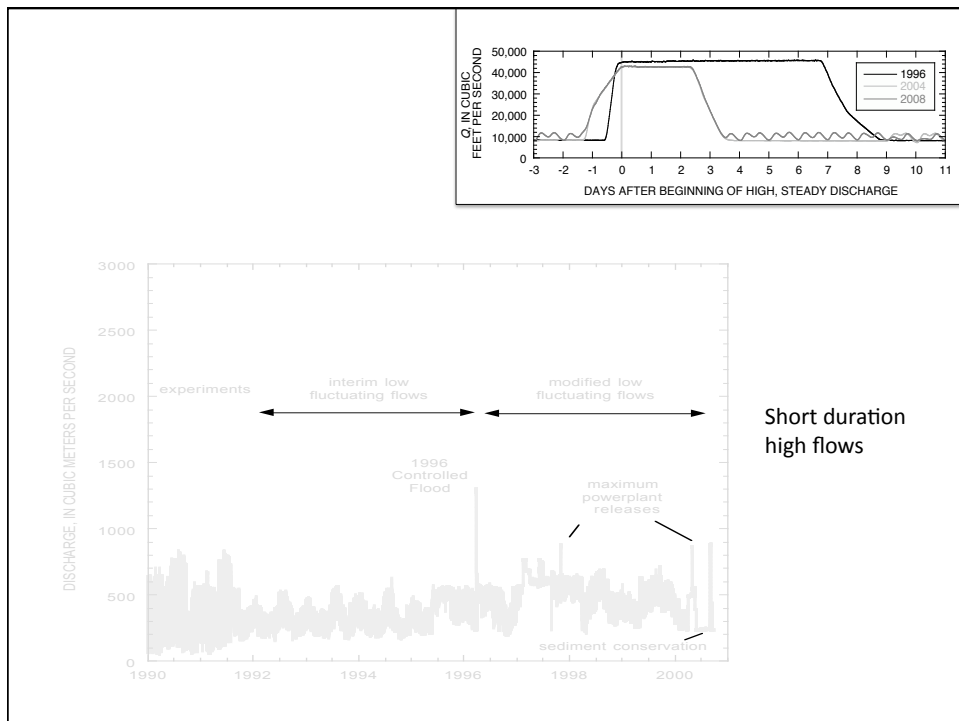 50,000
40,000
30,000
20,000
10,000
0
Q, IN CUBIC
FEET PER SECOND
1996
2004
2008
-3 -2 -1 0 1 2 3 4 5 6 7 8 9 10 11
DAYS AFTER BEGINNING OF HIGH, STEADY DISCHARGE
3000
2500
2000
1500
1000
500
0
DISCHARGE, IN CUBIC METERS PER SECOND
experiments
interim low
fluctuating flows
modified low
fluctuating flows
1996
Controlled
Flood
maximum
powerplant
releases
sediment conservation
1990 1992 1994 1996 1998 2000
Short duration
high flows